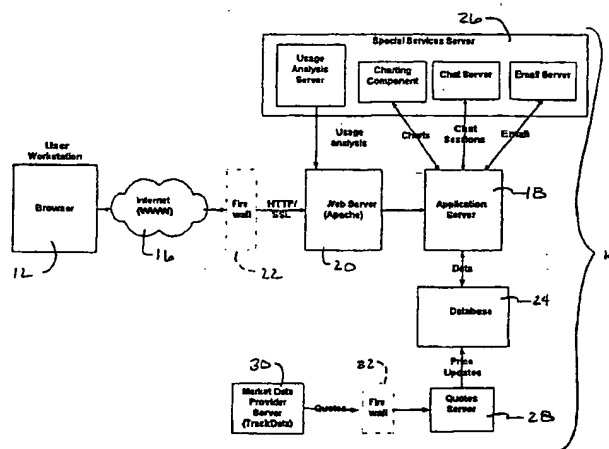 26
Special Services Server
Usage
Analysis
Server
Charting
Component
Chat Server
Email Server
Usage
analysis
Charts
Chat
Sessions
Email
User
Workstation
Browser
Internet
(WWW)
Fire
wall
HTTP/
SSL
Web Server
(Apache)
Application
Server
18
12
16
22
20
Data
Database
24
Price
Updates
30
32
Market Data
Provider
Server
(TrackData)
Quotes
Fire
wall
Quotes
Server
28